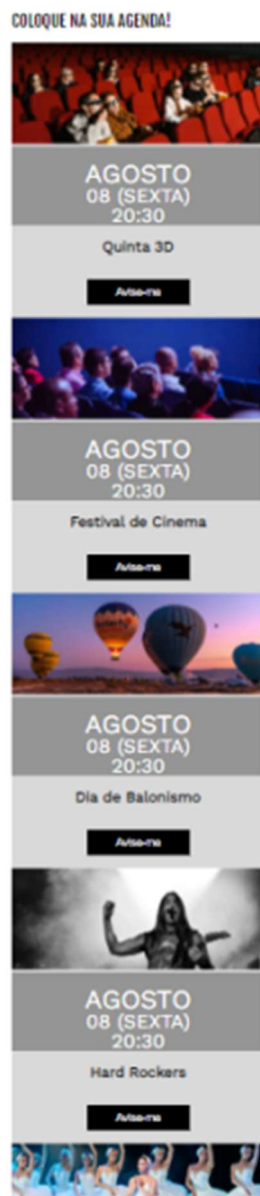 COLOQUE NA SUA AGENDA!
AGOSTO
08 (SEXTA)
20:30
Quinta 3D
Avise-me
AGOSTO
08 (SEXTA)
20:30
Festival de Cinema
Avise-me
AGOSTO
08 (SEXTA)
20:30
Dia de Balonismo
Avise-me
AGOSTO
08 (SEXTA)
20:30
Hard Rockers
Avise-me